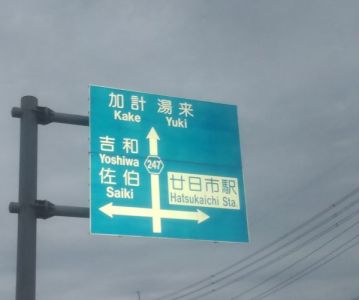 加計 湯来
Kake Yuki
吉和
Yoshiwa
247
佐伯
Saiki
廿日市駅
Hatsukaichi Sta.